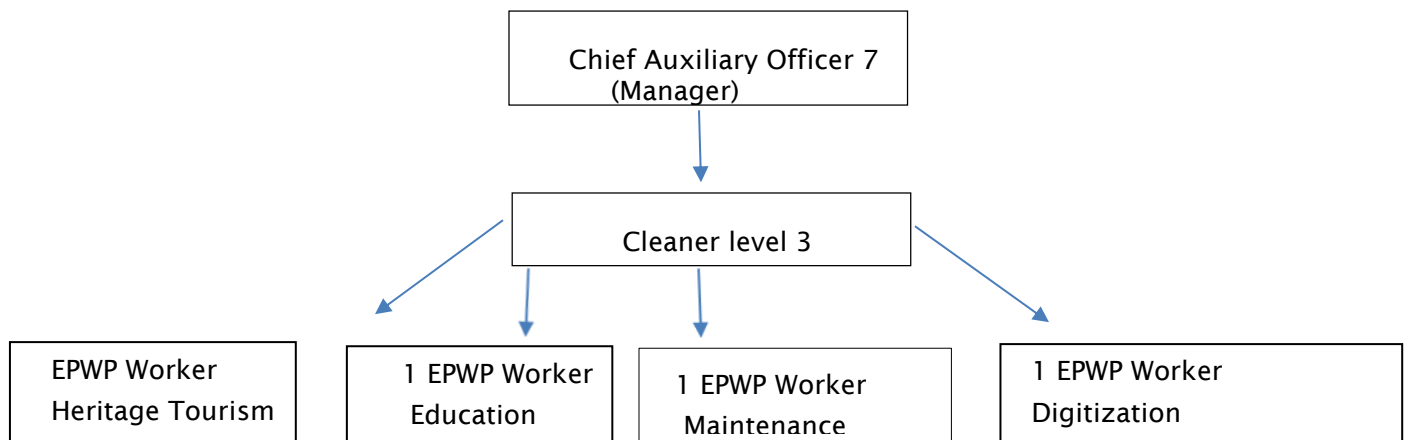 Chief Auxiliary Officer 7
(Manager)
Cleaner level 3
EPWP Worker
Heritage Tourism
1 EPWP Worker
Education
1 EPWP Worker
Maintenance
1 EPWP Worker
Digitization